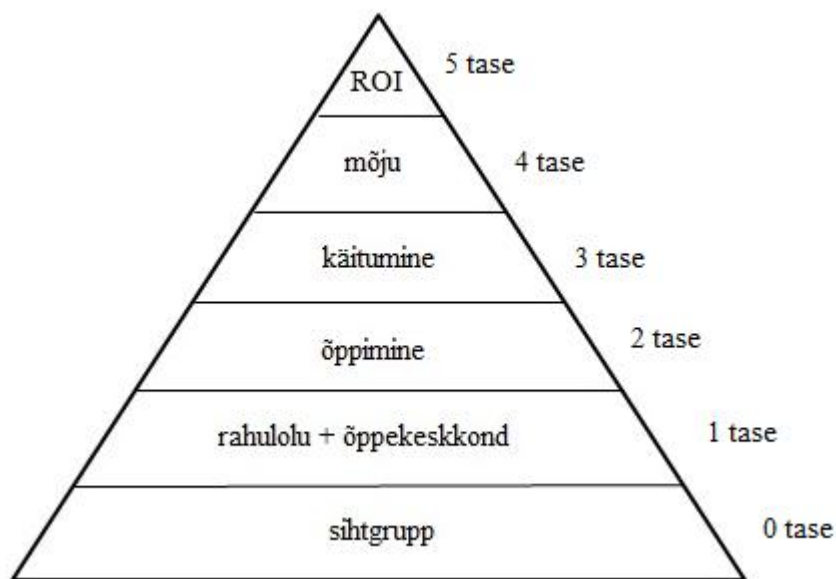 5 tase
ROI
mõju
4 tase
käitumine
3 tase
õppimine
2 tase
rahulolu + õppekeskkond
1 tase
sihtgrupp
0 tase